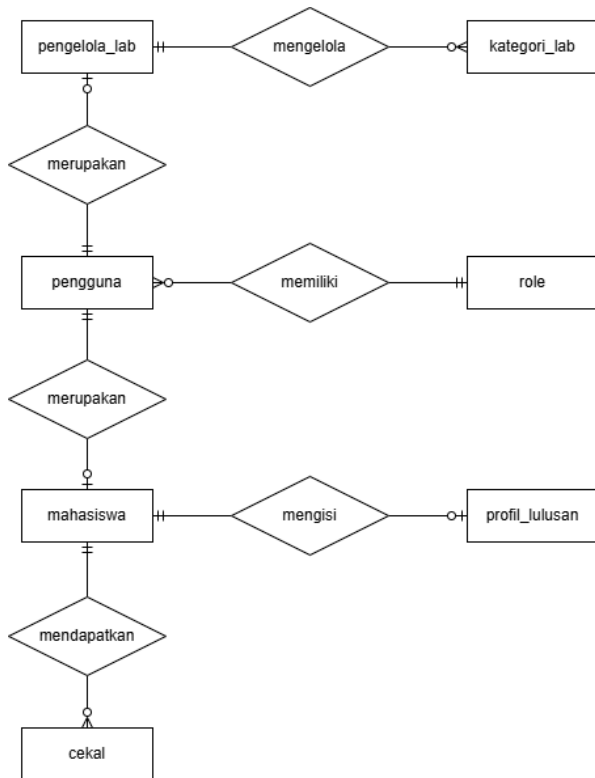 pengelola_lab
mengelola
kategori_lab
merupakan
pengguna
memiliki
role
merupakan
mahasiswa
mengisi
profil_lulusan
mendapatkan
cekal